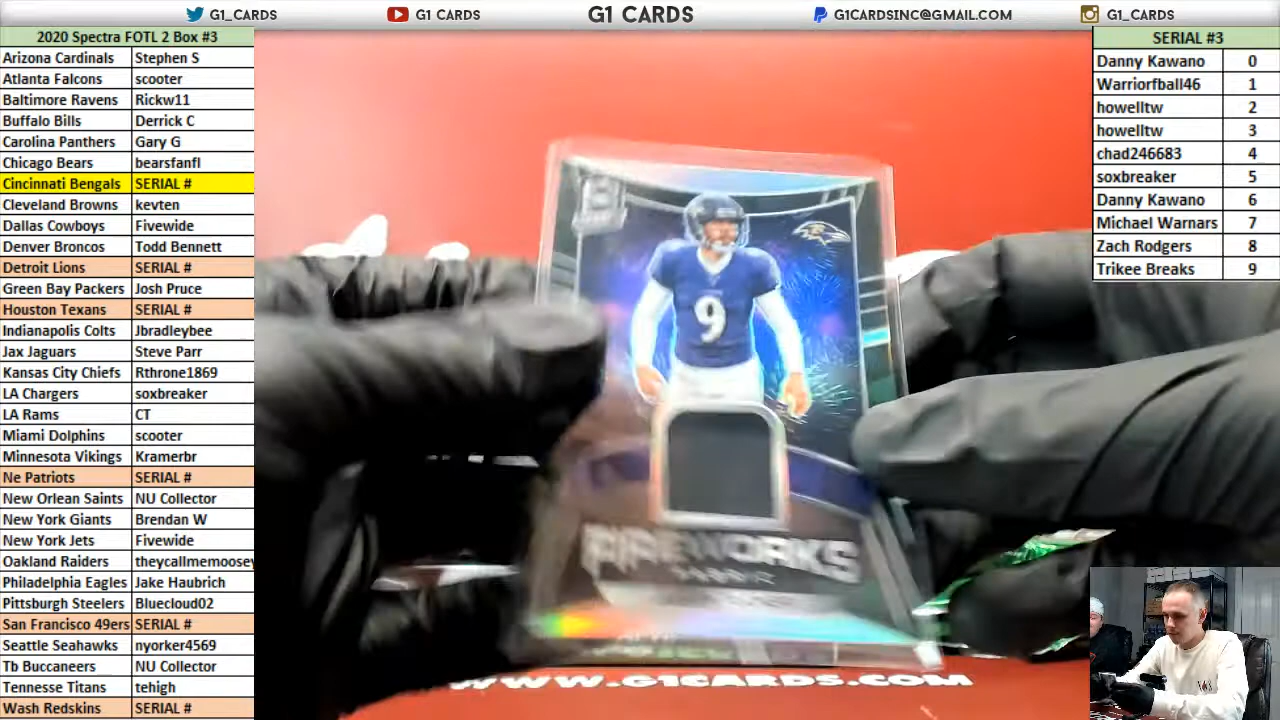 G1_CARDS G1 CARDS G1 CARDS G1CARDSINC@GMAIL.COM G1_CARDS
2020 Spectra FOTL 2 Box #3
Arizona Cardinals Stephen S
Atlanta Falcons scooter
Baltimore Ravens Rickw11
Buffalo Bills Derrick C
Carolina Panthers Gary G
Chicago Bears bearsfanfl
Cincinnati Bengals SERIAL #
Cleveland Browns kevten
Dallas Cowboys Fivewide
Denver Broncos Todd Bennett
Detroit Lions SERIAL #
Green Bay Packers Josh Pruce
Houston Texans SERIAL #
Indianapolis Colts Jbradleybee
Jax Jaguars Steve Parr
Kansas City Chiefs Rthrone1869
LA Chargers soxbreaker
LA Rams CT
Miami Dolphins scooter
Minnesota Vikings Kramerbr
Ne Patriots SERIAL #
New Orlean Saints NU Collector
New York Giants Brendan W
New York Jets Fivewide
Oakland Raiders theycallmemoosey
Philadelphia Eagles Jake Haubrich
Pittsburgh Steelers Bluecloud02
San Francisco 49ers SERIAL #
Seattle Seahawks nyorker4569
Tb Buccaneers NU Collector
Tennesse Titans tehigh
Wash Redskins SERIAL #
SERIAL #3
Danny Kawano 0
Warriorfball46 1
howelltw 2
howelltw 3
chad246683 4
soxbreaker 5
Danny Kawano 6
Michael Warnars 7
Zach Rodgers 8
Trikee Breaks 9
9
FIREWORKS
WWW.G1CARDS.COM